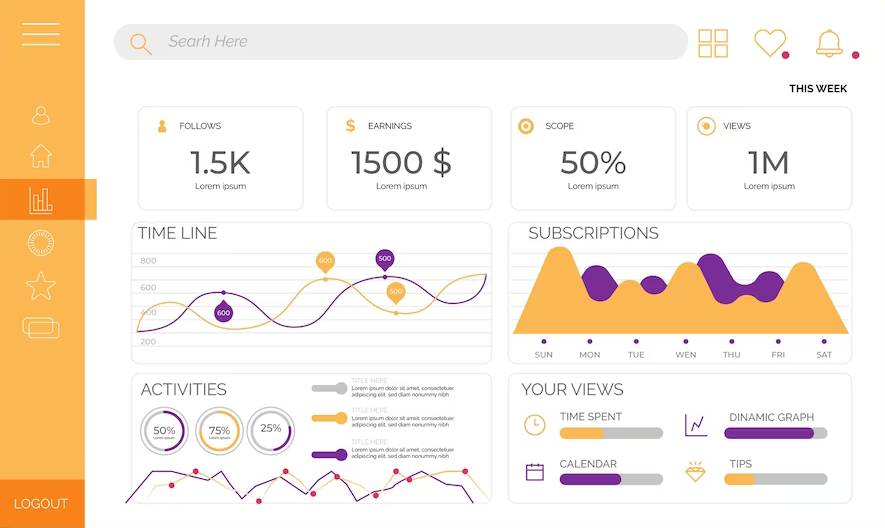 Searh Here
THIS WEEK
FOLLOWS
1.5K
Lorem ipsum
EARNINGS
1500 $
Lorem ipsum
SCOPE
50%
Lorem ipsum
VIEWS
1M
Lorem ipsum
TIME LINE
800
600
400
200
600
600
500
500
SUBSCRIPTIONS
SUN MON TUE WEN THU FRI SAT
ACTIVITIES
50%
Lorem ipsum
75%
Lorem ipsum
25%
TITLE HERE
Lorem ipsum dolor sit amet, consectetuer
adipiscing elit, sed diam nonummy nibh
TITLE HERE
Lorem ipsum dolor sit amet, consectetuer
adipiscing elit, sed diam nonummy nibh
TITLE HERE
Lorem ipsum dolor sit amet, consectetuer
adipiscing elit, sed diam nonummy nibh
YOUR VIEWS
TIME SPENT
DINAMIC GRAPH
CALENDAR
TIPS
LOGOUT